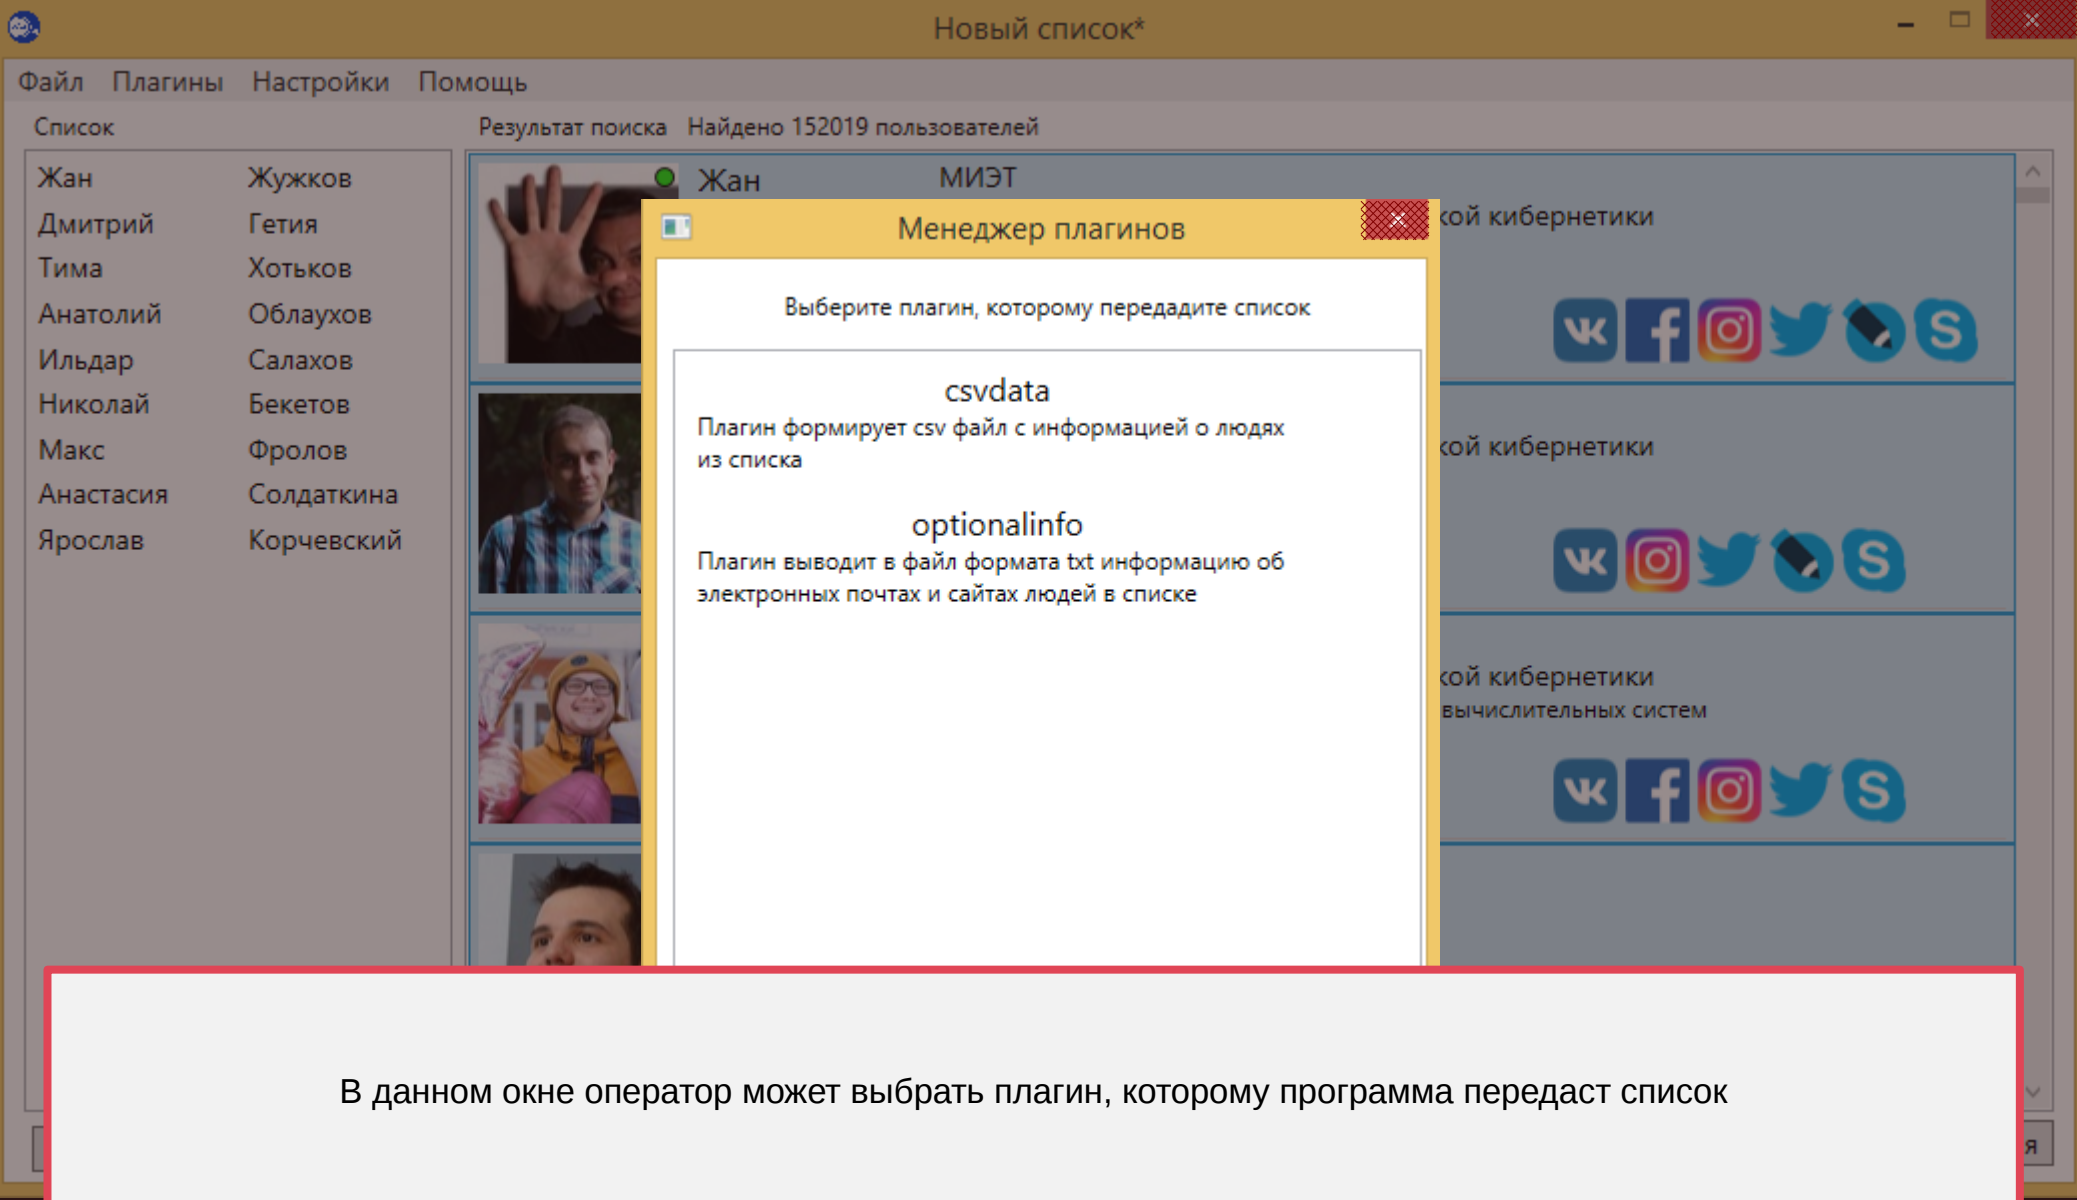 Новый список*
Файл Плагины Настройки Помощь
Список
Результат поиска Найдено 152019 пользователей
Жан Жужков
Дмитрий Гетия
Тима Хотьков
Анатолий Облаухов
Ильдар Салахов
Николай Бекетов
Макс Фролов
Анастасия Солдаткина
Ярослав Корчевский
Жан МИЭТ
кой кибернетики
кой кибернетики
кой кибернетики
вычислительных систем
Менеджер плагинов
Выберите плагин, которому передадите список
csvdata
Плагин формирует csv файл с информацией о людях
из списка
optionalinfo
Плагин выводит в файл формата txt информацию об
электронных почтах и сайтах людей в списке
В данном окне оператор может выбрать плагин, которому программа передаст список
я